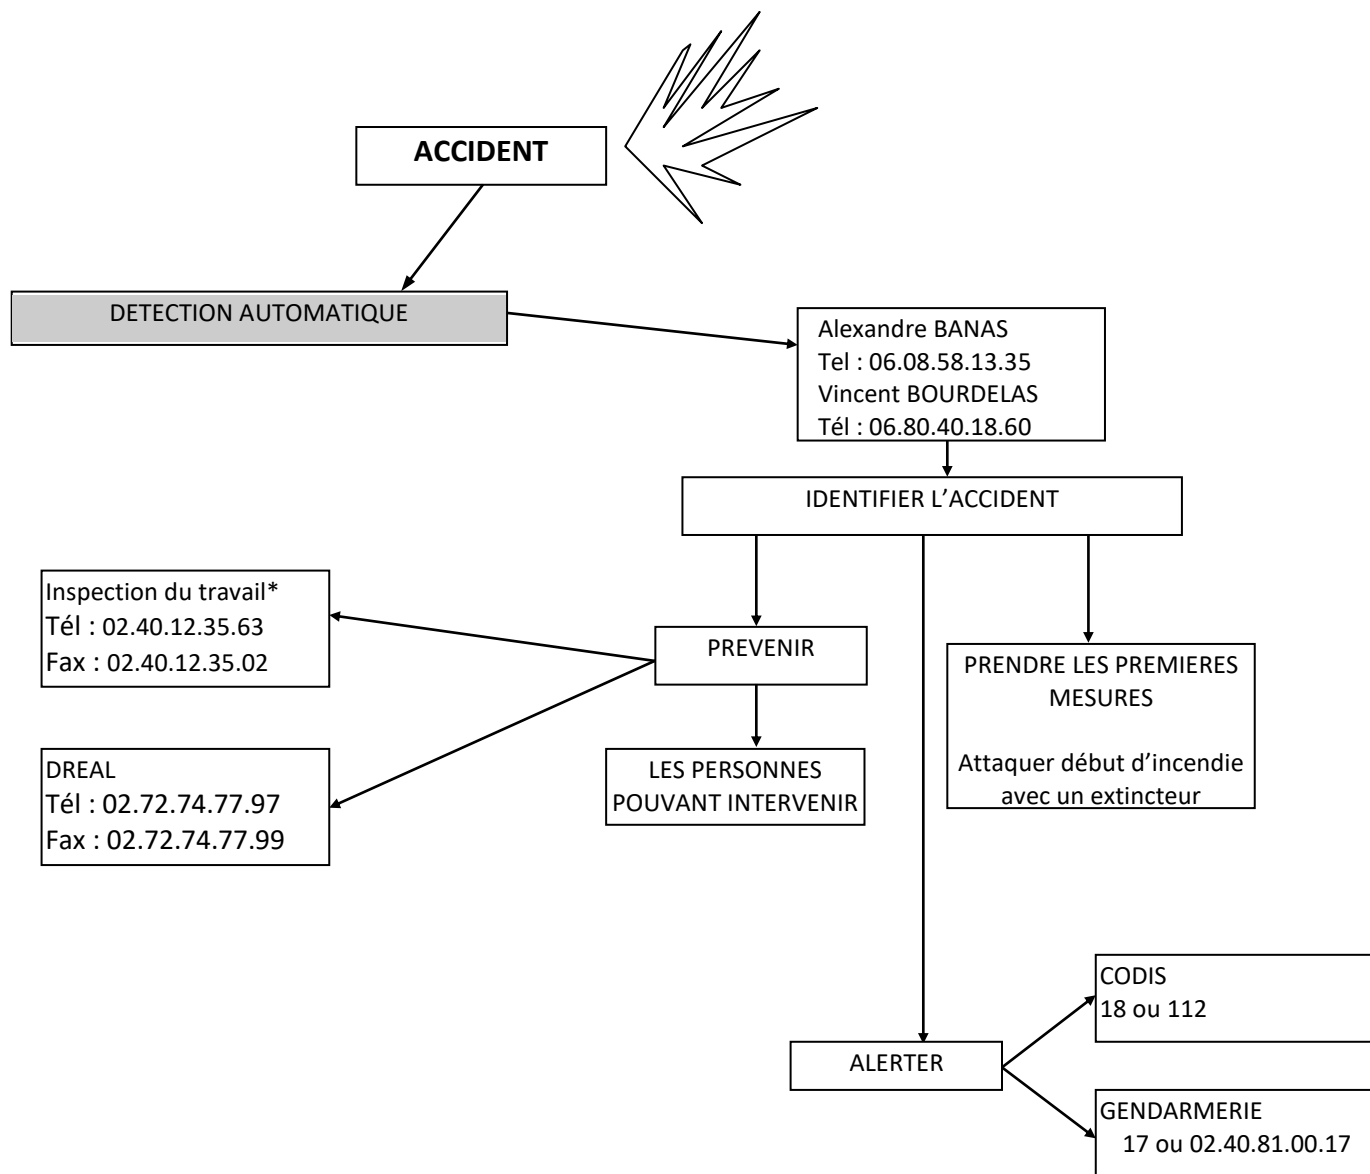 ACCIDENT
DETECTION AUTOMATIQUE
Alexandre BANAS
Tel : 06.08.58.13.35
Vincent BOURDELAS
Tél : 06.80.40.18.60
IDENTIFIER L’ACCIDENT
Inspection du travail*
Tél : 02.40.12.35.63
Fax : 02.40.12.35.02
PREVENIR
PRENDRE LES PREMIERES
MESURES
Attaquer début d’incendie
avec un extincteur
DREAL
Tél : 02.72.74.77.97
Fax : 02.72.74.77.99
LES PERSONNES
POUVANT INTERVENIR
CODIS
18 ou 112
ALERTER
GENDARMERIE
17 ou 02.40.81.00.17